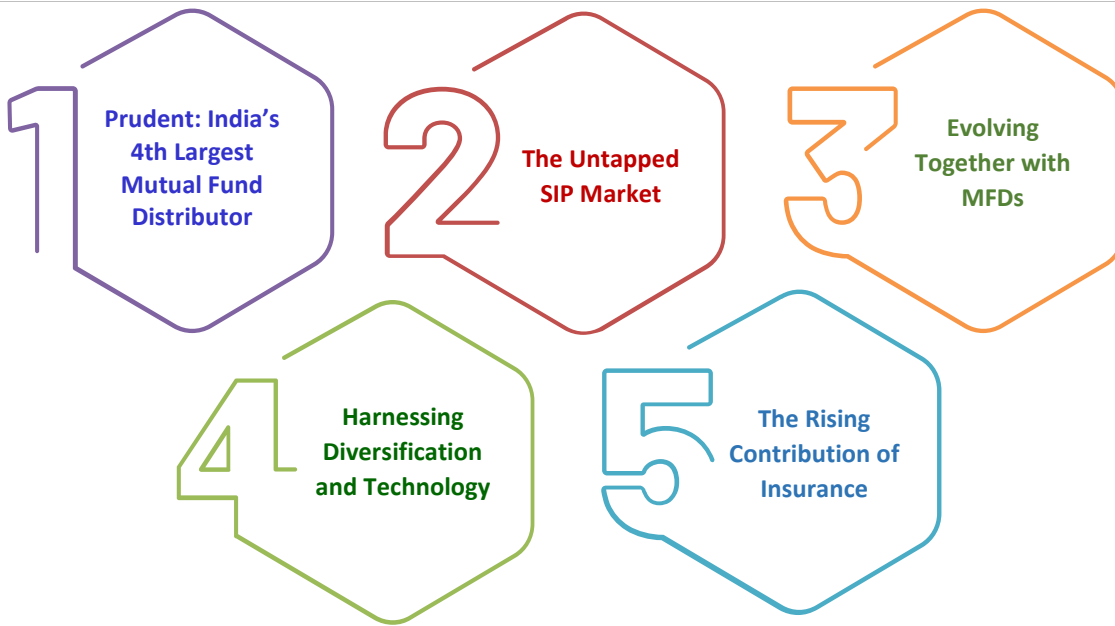 1
Prudent: India’s
4th Largest
Mutual Fund
Distributor
2
The Untapped
SIP Market
3
Evolving
Together with
MFDs
4
Harnessing
Diversification
and Technology
5
The Rising
Contribution of
Insurance